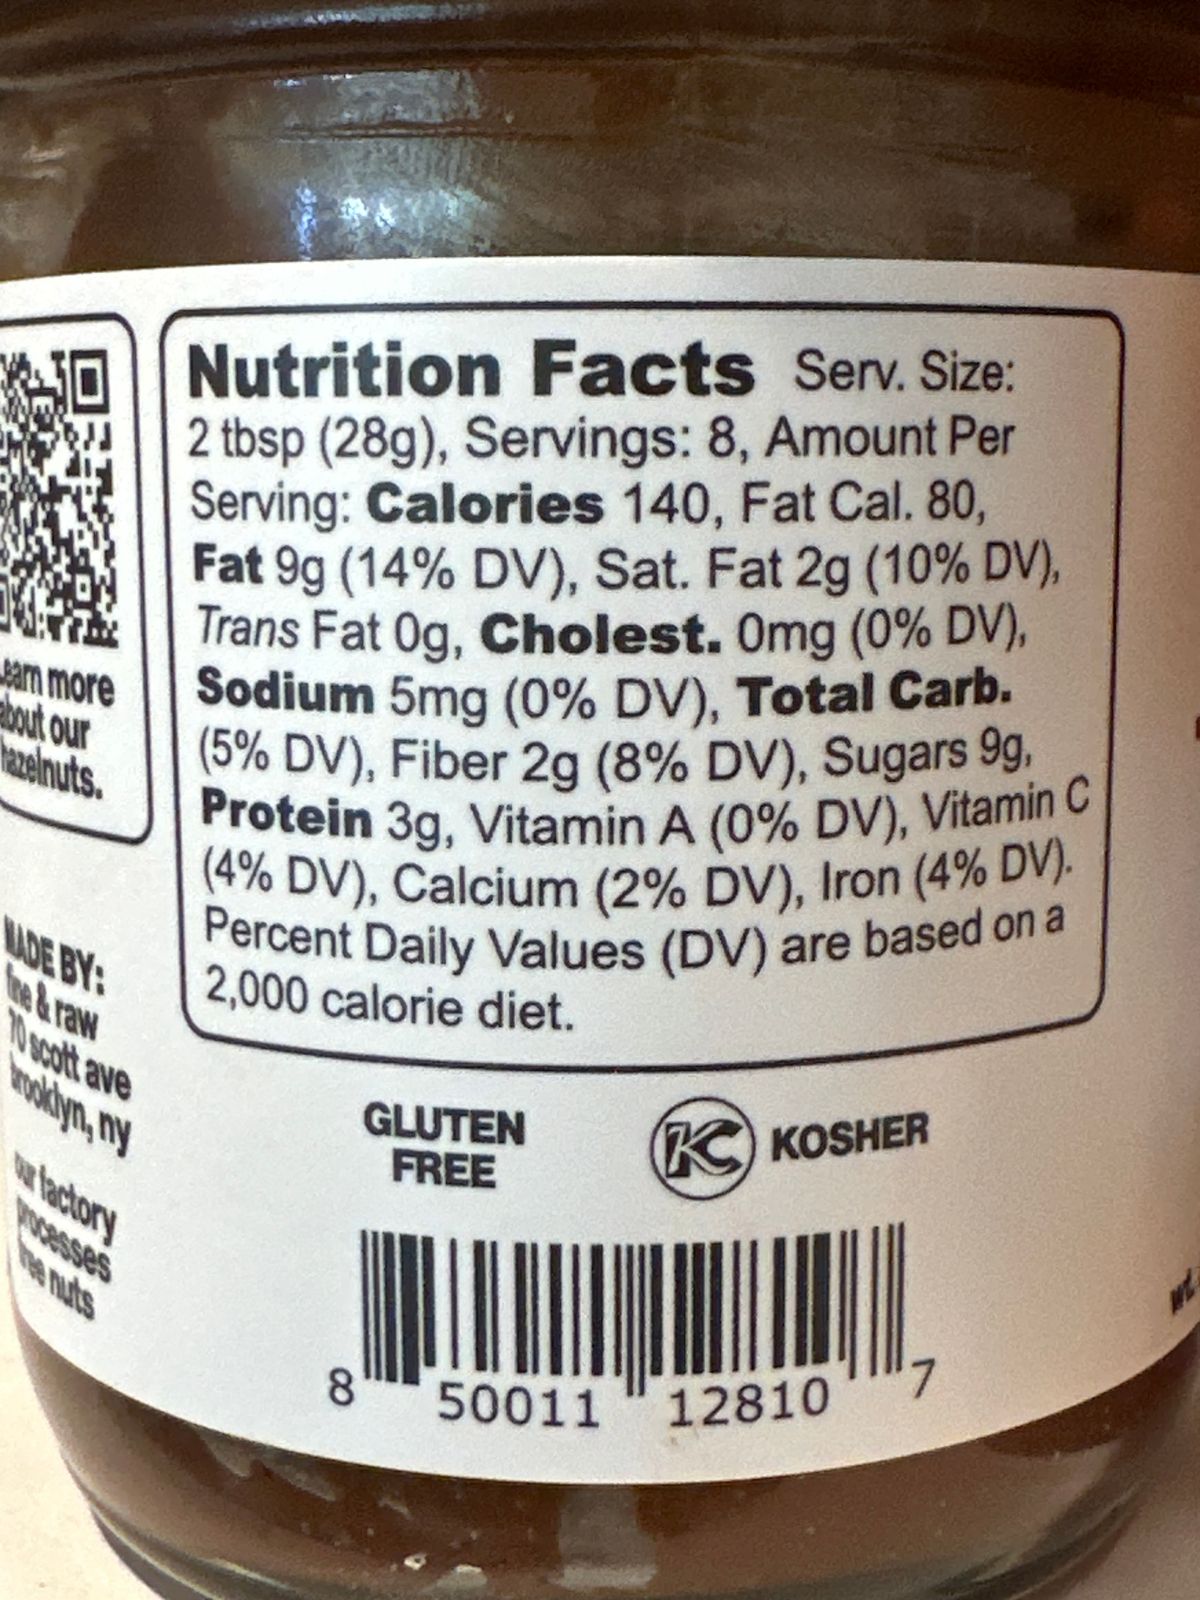 Nutrition Facts Serv. Size:
2 tbsp (28g), Servings: 8, Amount Per
Serving: Calories 140, Fat Cal. 80,
Fat 9g (14% DV), Sat. Fat 2g (10% DV),
Trans Fat 0g, Cholest. 0mg (0% DV),
Sodium 5mg (0% DV), Total Carb.
(5% DV), Fiber 2g (8% DV), Sugars 9g,
Protein 3g, Vitamin A (0% DV), Vitamin C
(4% DV), Calcium (2% DV), Iron (4% DV).
Percent Daily Values (DV) are based on a
2,000 calorie diet.
Learn more
about our
hazelnuts.
MADE BY:
fine & raw
70 scott ave
brooklyn, ny
our factory
processes
tree nuts
GLUTEN
FREE
KOSHER
8 50011 12810 7